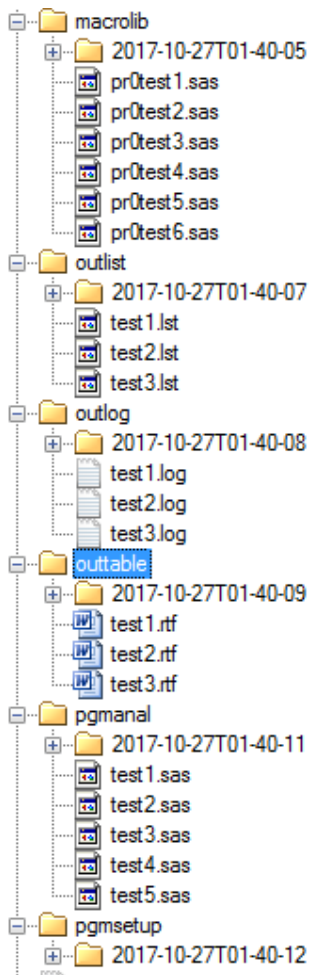 macrolib
2017-10-27T01-40-05
pr0test1.sas
pr0test2.sas
pr0test3.sas
pr0test4.sas
pr0test5.sas
pr0test6.sas
outlist
2017-10-27T01-40-07
test1.lst
test2.lst
test3.lst
outlog
2017-10-27T01-40-08
test1.log
test2.log
test3.log
outtable
2017-10-27T01-40-09
test1.rtf
test2.rtf
test3.rtf
pgmanal
2017-10-27T01-40-11
test1.sas
test2.sas
test3.sas
test4.sas
test5.sas
pgmsetup
2017-10-27T01-40-12